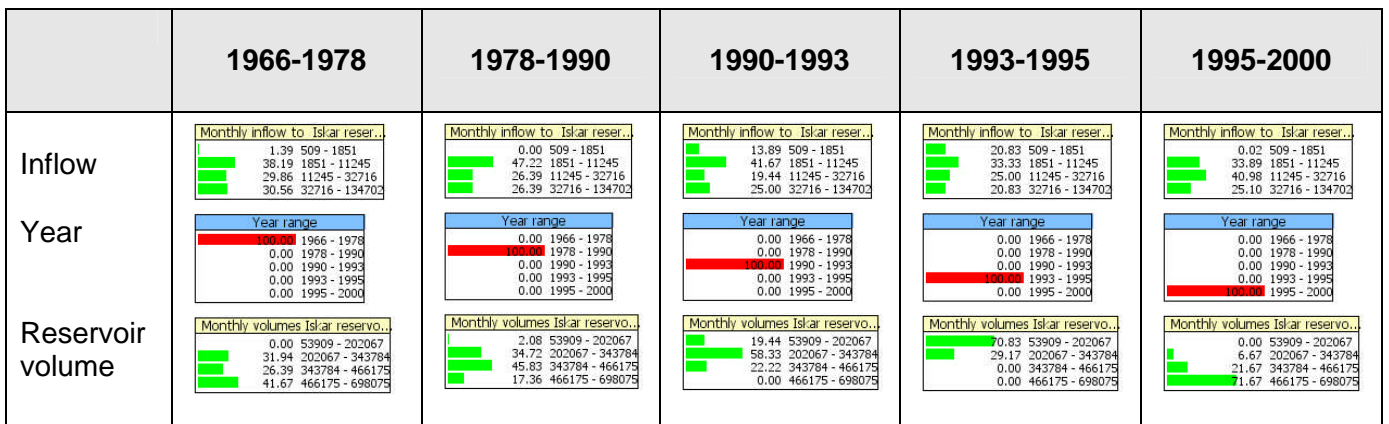 1966-1978 1978-1990 1990-1993 1993-1995 1995-2000
Inflow
Monthly inflow to Iskar reser...
1.39 509 - 1851
38.19 1851 - 11245
29.86 11245 - 32716
30.56 32716 - 134702
Monthly inflow to Iskar reser...
0.00 509 - 1851
47.22 1851 - 11245
26.39 11245 - 32716
26.39 32716 - 134702
Monthly inflow to Iskar reser...
13.89 509 - 1851
41.67 1851 - 11245
19.44 11245 - 32716
25.00 32716 - 134702
Monthly inflow to Iskar reser...
20.83 509 - 1851
33.33 1851 - 11245
25.00 11245 - 32716
20.83 32716 - 134702
Monthly inflow to Iskar reser...
0.02 509 - 1851
33.89 1851 - 11245
40.98 11245 - 32716
25.10 32716 - 134702
Year
Year range
100.00 1966 - 1978
0.00 1978 - 1990
0.00 1990 - 1993
0.00 1993 - 1995
0.00 1995 - 2000
Year range
0.00 1966 - 1978
100.00 1978 - 1990
0.00 1990 - 1993
0.00 1993 - 1995
0.00 1995 - 2000
Year range
0.00 1966 - 1978
0.00 1978 - 1990
100.00 1990 - 1993
0.00 1993 - 1995
0.00 1995 - 2000
Year range
0.00 1966 - 1978
0.00 1978 - 1990
0.00 1990 - 1993
100.00 1993 - 1995
0.00 1995 - 2000
Year range
0.00 1966 - 1978
0.00 1978 - 1990
0.00 1990 - 1993
0.00 1993 - 1995
100.00 1995 - 2000
Reservoir
volume
Monthly volumes Iskar reservo...
0.00 53909 - 202067
31.94 202067 - 343784
26.39 343784 - 466175
41.67 466175 - 698075
Monthly volumes Iskar reservo...
2.08 53909 - 202067
34.72 202067 - 343784
45.83 343784 - 466175
17.36 466175 - 698075
Monthly volumes Iskar reservo...
19.44 53909 - 202067
58.33 202067 - 343784
22.22 343784 - 466175
0.00 466175 - 698075
Monthly volumes Iskar reservo...
70.83 53909 - 202067
29.17 202067 - 343784
0.00 343784 - 466175
0.00 466175 - 698075
Monthly volumes Iskar reservo...
0.00 53909 - 202067
6.67 202067 - 343784
21.67 343784 - 466175
71.67 466175 - 698075